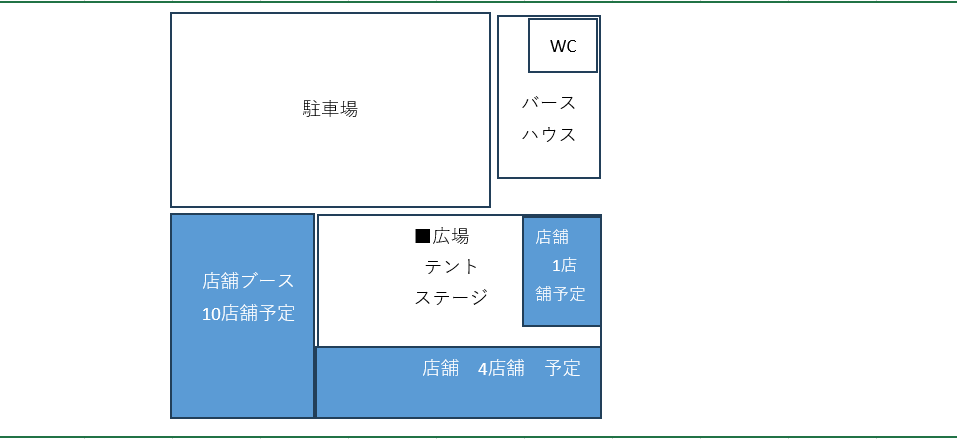 WC
駐車場
バース
ハウス
■広場
テント
ステージ
店舗
1店
舗予定
店舗ブース
10店舗予定
店舗　4店舗　予定